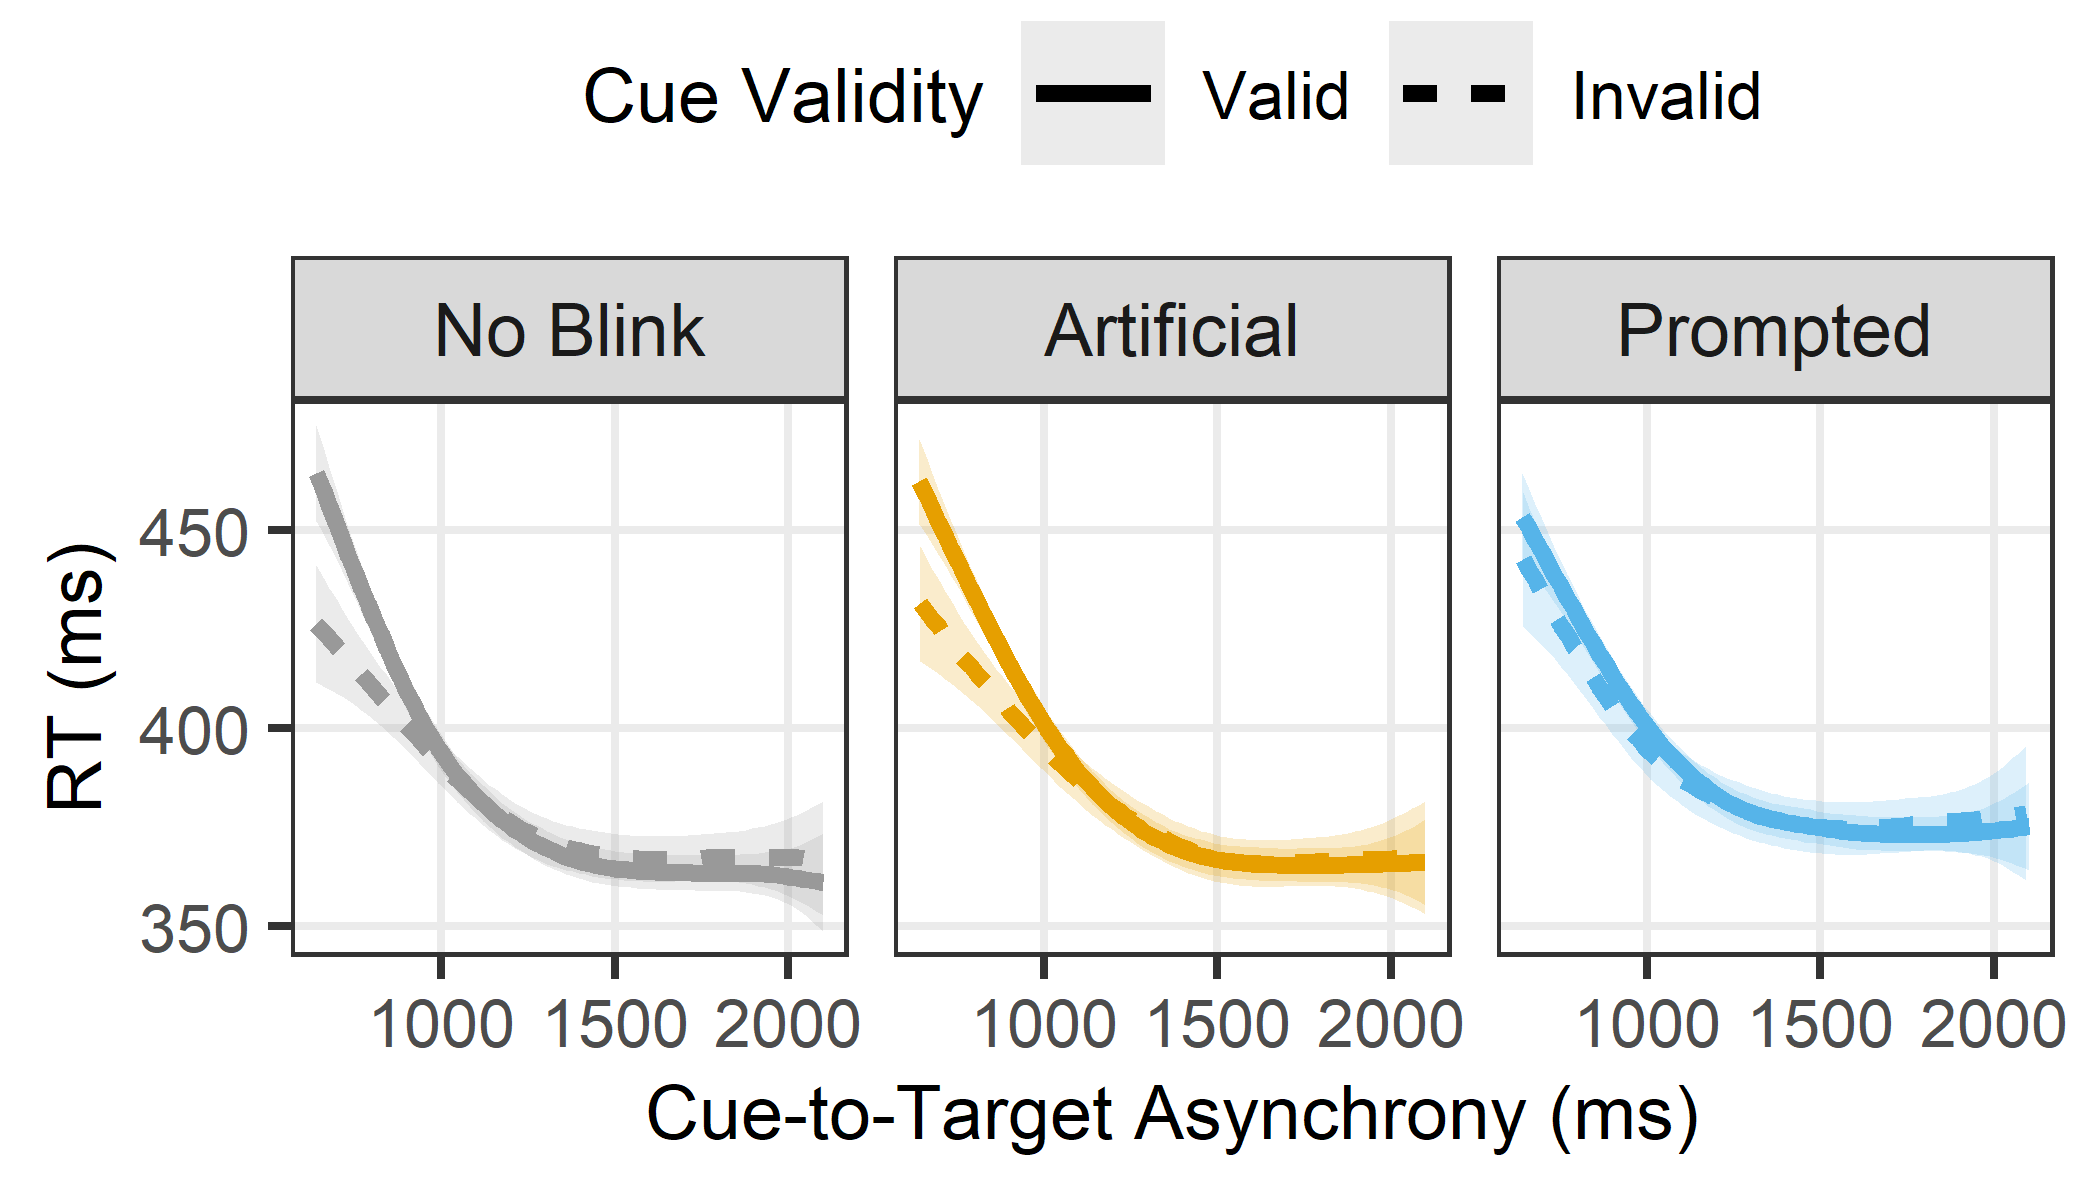 Cue Validity Valid Invalid
No Blink Artificial Prompted
RT (ms)
450
400
350
1000 1500 2000 1000 1500 2000 1000 1500 2000
Cue-to-Target Asynchrony (ms)